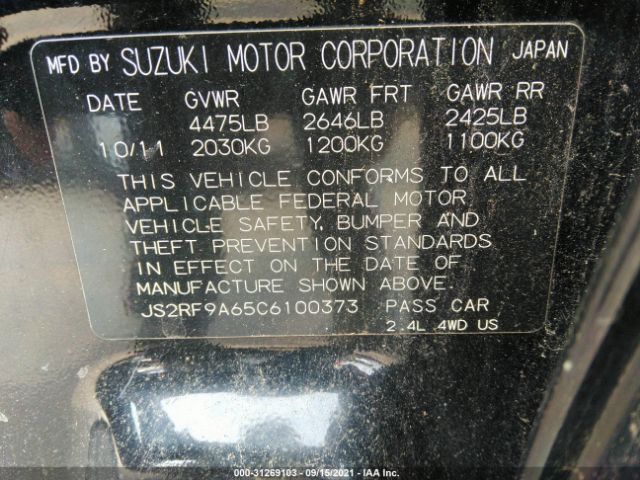 MFD BY SUZUKI MOTOR CORPORATION JAPAN
DATE GVWR GAWR FRT GAWR RR
4475LB 2646LB 2425LB
10/11 2030KG 1200KG 1100KG
THIS VEHICLE CONFORMS TO ALL
APPLICABLE FEDERAL MOTOR
VEHICLE SAFETY, BUMPER AND
THEFT PREVENTION STANDARDS
IN EFFECT ON THE DATE OF
MANUFACTURE SHOWN ABOVE.
JS2RF9A65C6100373 PASS CAR
2.4L 4WD US
000-31269103 - 09/15/2021 - IAA Inc.